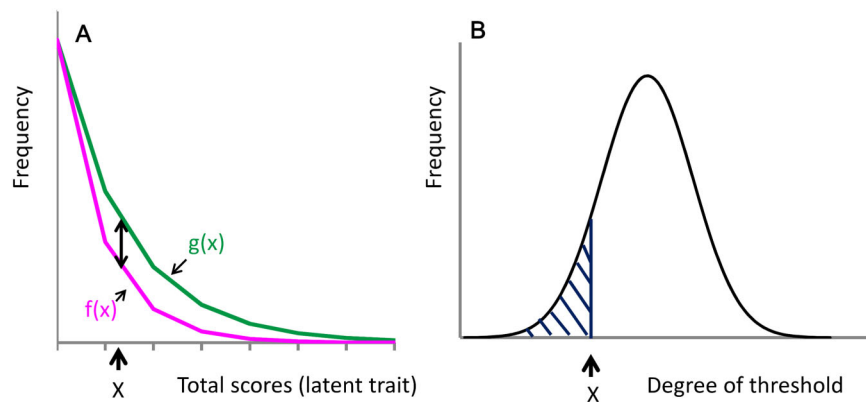 A
Frequency
g(x)
f(x)
X
Total scores (latent trait)
B
Frequency
X
Degree of threshold